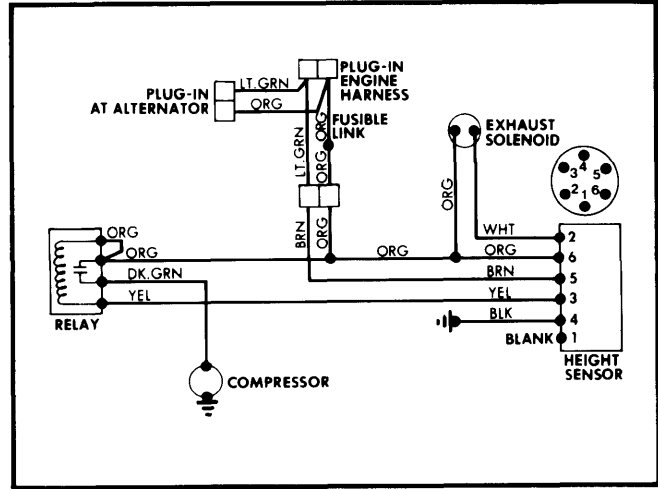 PLUG-IN
ENGINE
HARNESS
LT.GRN
PLUG-IN
AT ALTERNATOR
ORG
FUSIBLE
LINK
ORG
LT.GRN
ORG
EXHAUST
SOLENOID
3 4 5
2 1 6
ORG
BRN
ORG
WHT
2
ORG
ORG
ORG
ORG
6
BRN
5
DK.GRN
YEL
YEL
3
BLK
4
BLANK
1
RELAY
HEIGHT
SENSOR
COMPRESSOR